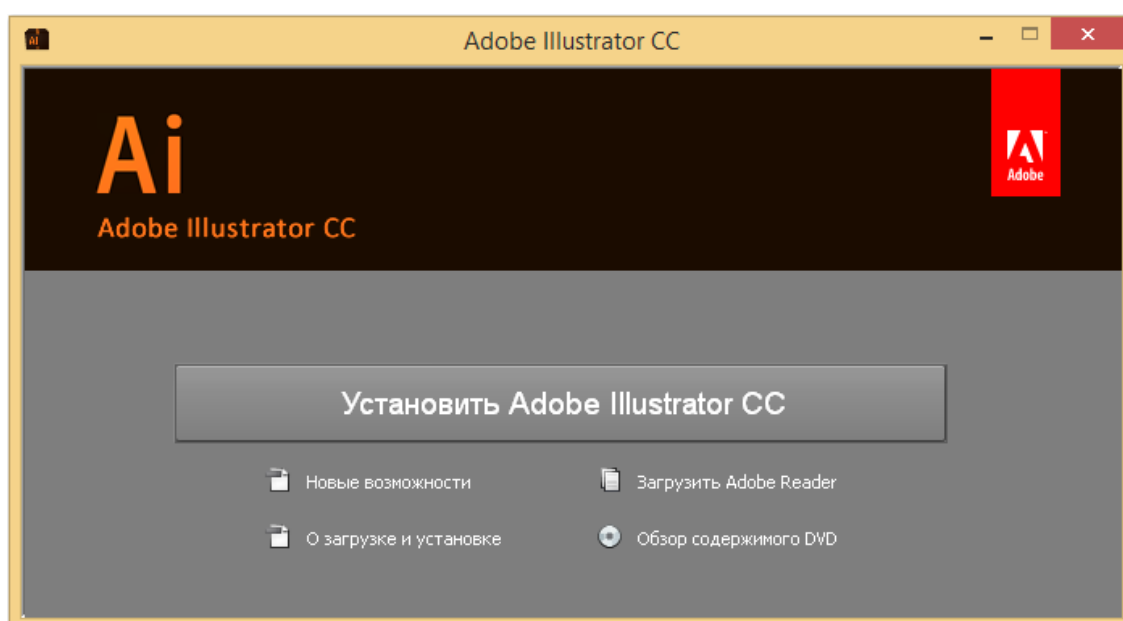 Adobe Illustrator CC
Ai
Adobe
Adobe Illustrator CC
Установить Adobe Illustrator CC
Новые возможности
Загрузить Adobe Reader
О загрузке и установке
Обзор содержимого DVD